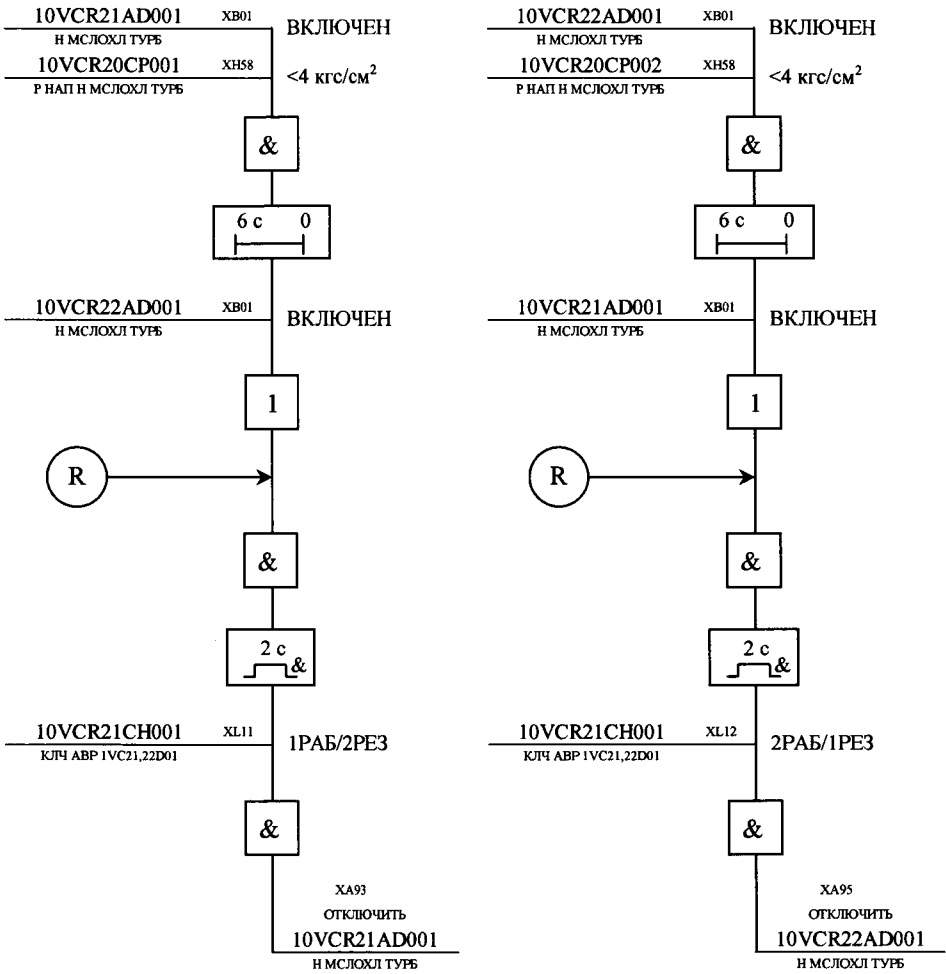 10VCR21AD001 XB01 ВКЛЮЧЕН
Н МСЛОХЛ ТУРБ
10VCR20CP001 XH58 <4 кгс/см²
Р НАП Н МСЛОХЛ ТУРБ
&
6 с 0
10VCR22AD001 XB01 ВКЛЮЧЕН
Н МСЛОХЛ ТУРБ
1
R
&
2 с
&
10VCR21CH001 XL11 1РАБ/2РЕЗ
КЛЧ АВР 1VC21,22D01
&
XA93
ОТКЛЮЧИТЬ
10VCR21AD001
Н МСЛОХЛ ТУРБ
10VCR22AD001 XB01 ВКЛЮЧЕН
Н МСЛОХЛ ТУРБ
10VCR20CP002 XH58 <4 кгс/см²
Р НАП Н МСЛОХЛ ТУРБ
&
6 с 0
10VCR21AD001 XB01 ВКЛЮЧЕН
Н МСЛОХЛ ТУРБ
1
R
&
2 с
&
10VCR21CH001 XL12 2РАБ/1РЕЗ
КЛЧ АВР 1VC21,22D01
&
XA95
ОТКЛЮЧИТЬ
10VCR22AD001
Н МСЛОХЛ ТУРБ